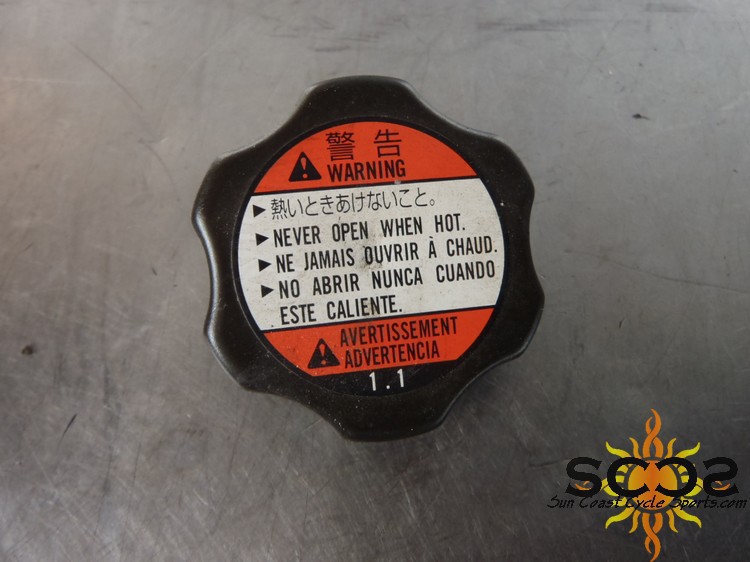 警告
WARNING
熱いときあけないこと。
NEVER OPEN WHEN HOT.
NE JAMAIS OUVRIR À CHAUD.
NO ABRIR NUNCA CUANDO
ESTE CALIENTE.
AVERTISSEMENT
ADVERTENCIA
1.1
SCCS
Sun Coast Cycle Sports.com